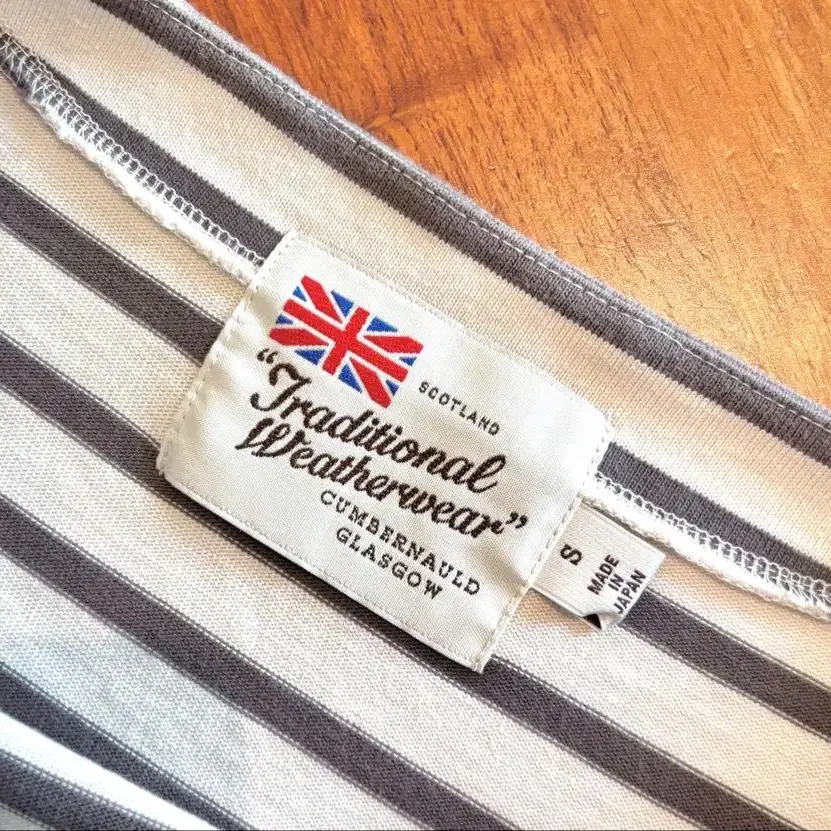 SCOTLAND
“Traditional
Weatherwear”
CUMBERNAULD
GLASGOW
S
MADE
IN
JAPAN